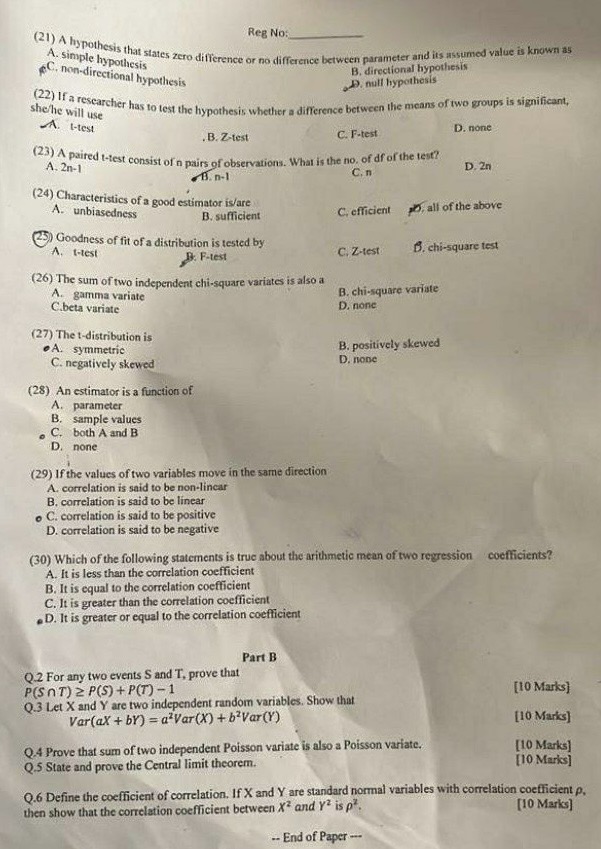 Reg No:
(21) A hypothesis that states zero difference or no difference between parameter and its assumed value is known as
A. simple hypothesis B. directional hypothesis
C. non-directional hypothesis D. null hypothesis
(22) If a researcher has to test the hypothesis whether a difference between the means of two groups is significant,
she/he will use
A. t-test B. Z-test C. F-test D. none
(23) A paired t-test consist of n pairs of observations. What is the no. of df of the test?
A. 2n-1 B. n-1 C. n D. 2n
(24) Characteristics of a good estimator is/are
A. unbiasedness B. sufficient C. efficient D. all of the above
(25) Goodness of fit of a distribution is tested by
A. t-test B. F-test C. Z-test D. chi-square test
(26) The sum of two independent chi-square variates is also a
A. gamma variate B. chi-square variate
C.beta variate D. none
(27) The t-distribution is
A. symmetric B. positively skewed
C. negatively skewed D. none
(28) An estimator is a function of
A. parameter
B. sample values
C. both A and B
D. none
(29) If the values of two variables move in the same direction
A. correlation is said to be non-linear
B. correlation is said to be linear
C. correlation is said to be positive
D. correlation is said to be negative
(30) Which of the following statements is true about the arithmetic mean of two regression coefficients?
A. It is less than the correlation coefficient
B. It is equal to the correlation coefficient
C. It is greater than the correlation coefficient
D. It is greater or equal to the correlation coefficient
Part B
Q.2 For any two events S and T, prove that
P(S ∩ T) ≥ P(S) + P(T) − 1 [10 Marks]
Q.3 Let X and Y are two independent random variables. Show that
Var(aX + bY) = a²Var(X) + b²Var(Y) [10 Marks]
Q.4 Prove that sum of two independent Poisson variate is also a Poisson variate. [10 Marks]
Q.5 State and prove the Central limit theorem. [10 Marks]
Q.6 Define the coefficient of correlation. If X and Y are standard normal variables with correlation coefficient ρ,
then show that the correlation coefficient between X² and Y² is ρ². [10 Marks]
-- End of Paper ---